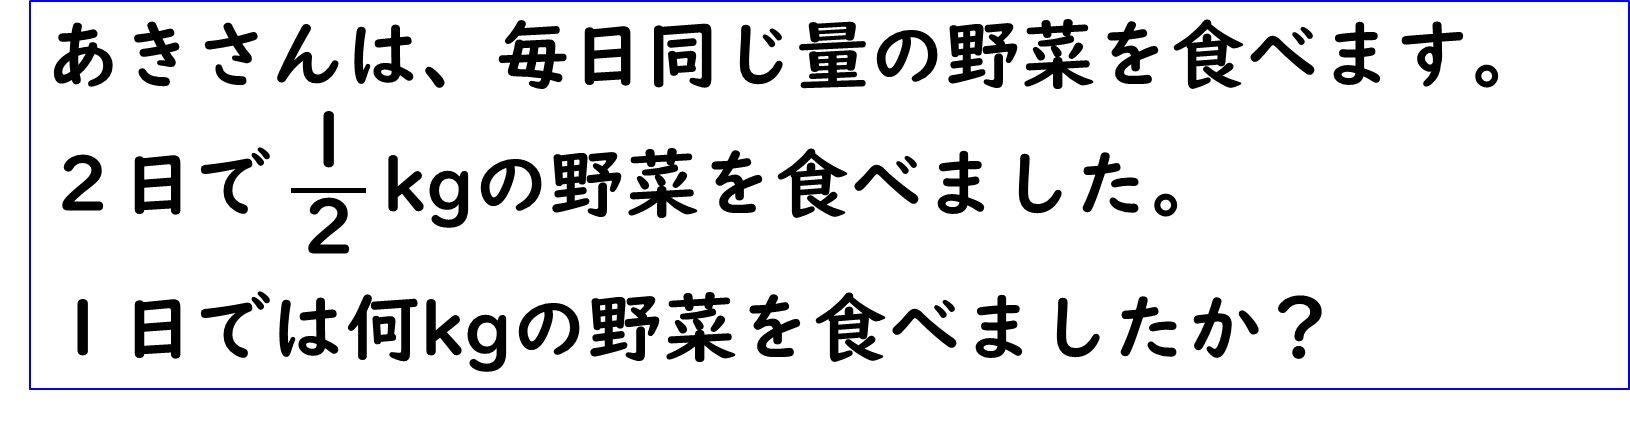 あきさんは、毎日同じ量の野菜を食べます。
２日で1/2kgの野菜を食べました。
１日では何kgの野菜を食べましたか？